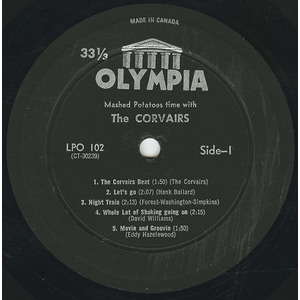 MADE IN CANADA
33⅓
OLYMPIA
Mashed Potatoes time with
The CORVAIRS
LPO 102
(CT-30239)
Side-1
1. The Corvairs Beat (1:50) (The Corvairs)
2. Let's go (2:07) (Hank Ballard)
3. Night Train (2:13) (Forest-Washington-Simpkins)
4. Whole Lot of Shaking going on (2:15)
(David Williams)
5. Movin and Groovin (1:50)
(Eddy Hazelewood)